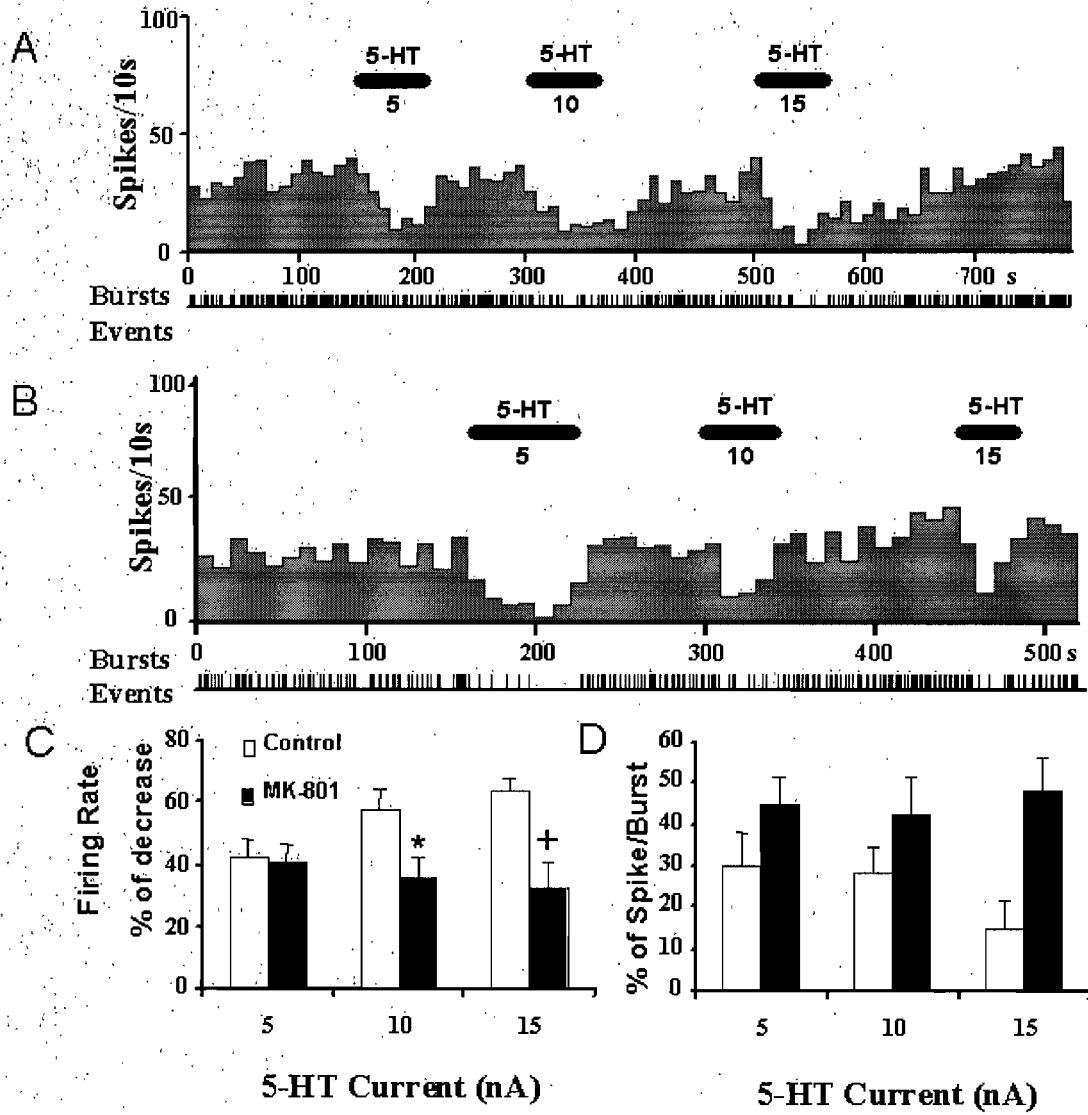 A
100
5-HT 5-HT 5-HT
5 10 15
Spikes/10s
50
0
0 100 200 300 400 500 600 700 s
Bursts
Events
B
100
5-HT 5-HT 5-HT
5 10 15
Spikes/10s
50
0
0 100 200 300 400 500 s
Bursts
Events
C
Firing Rate
% of decrease
80
60
40
20
0
Control
MK-801
*
+
5 10 15
5-HT Current (nA)
D
% of Spike/Burst
60
50
40
30
20
10
0
5 10 15
5-HT Current (nA)